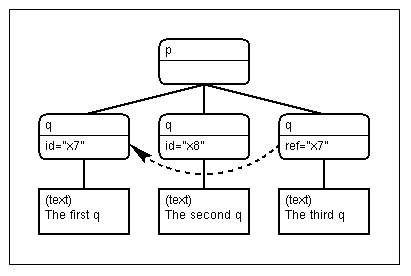 p
q
id="x7"
q
id="x8"
q
ref="x7"
(text)
The first q
(text)
The second q
(text)
The third q